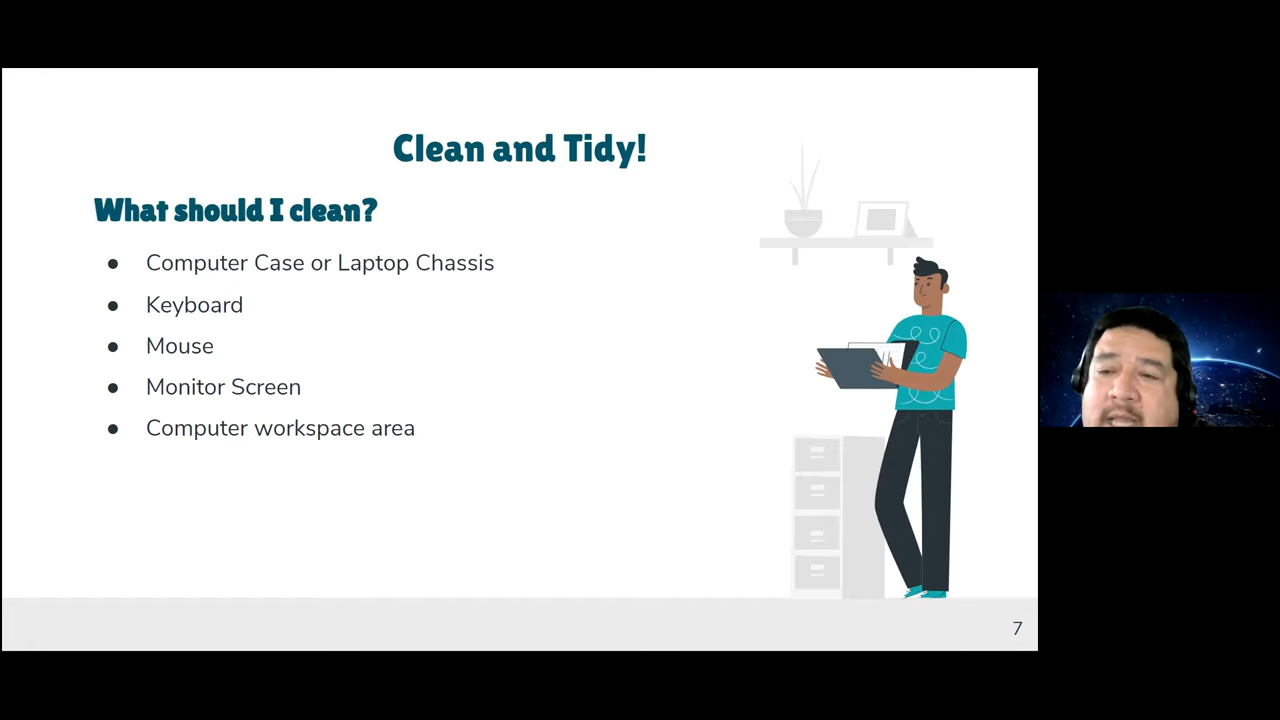 Clean and Tidy!
What should I clean?
● Computer Case or Laptop Chassis
● Keyboard
● Mouse
● Monitor Screen
● Computer workspace area
7